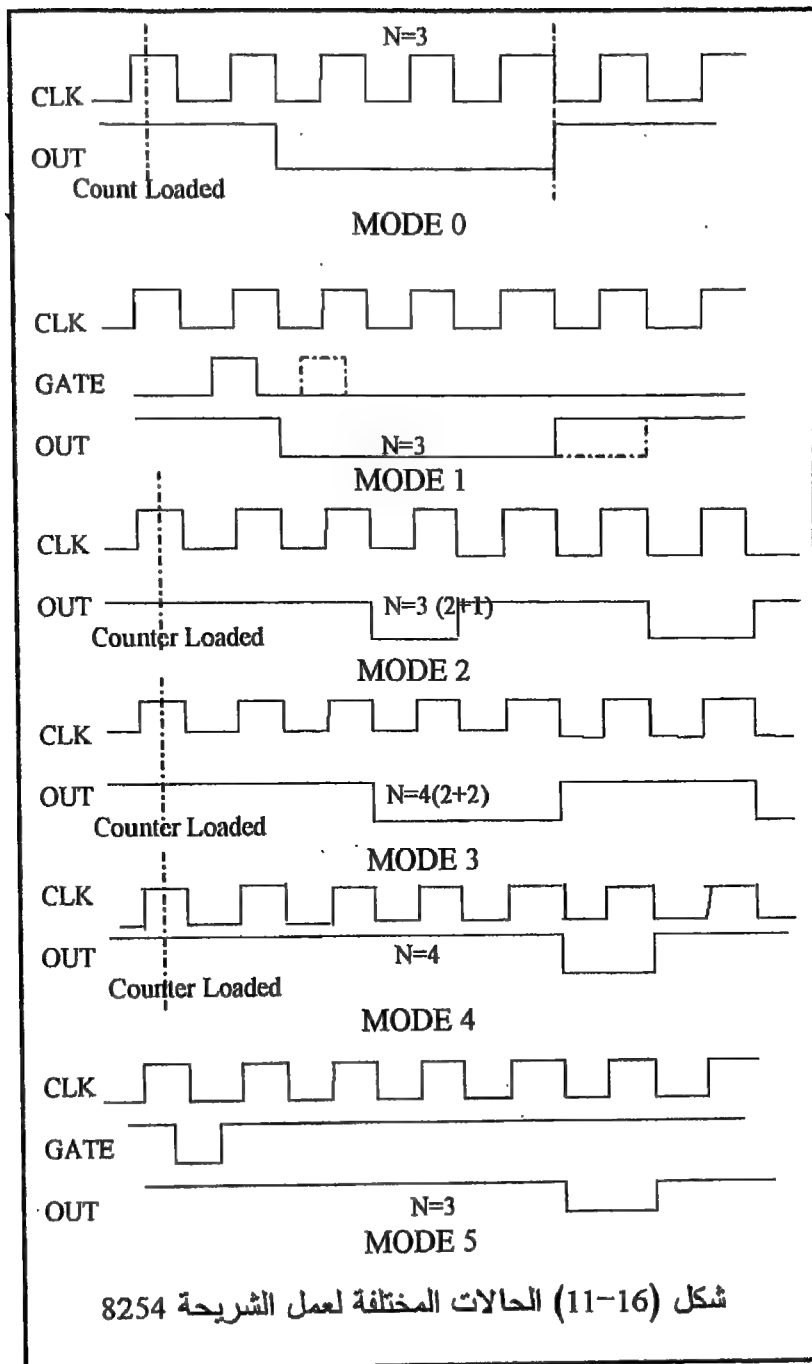 N=3
CLK
OUT
Count Loaded
MODE 0
CLK
GATE
OUT
N=3
MODE 1
CLK
OUT
N=3 (2+1)
Counter Loaded
MODE 2
CLK
OUT
N=4(2+2)
Counter Loaded
MODE 3
CLK
OUT
N=4
Counter Loaded
MODE 4
CLK
GATE
OUT
N=3
MODE 5
شكل (16-11) الحالات المختلفة لعمل الشريحة 8254